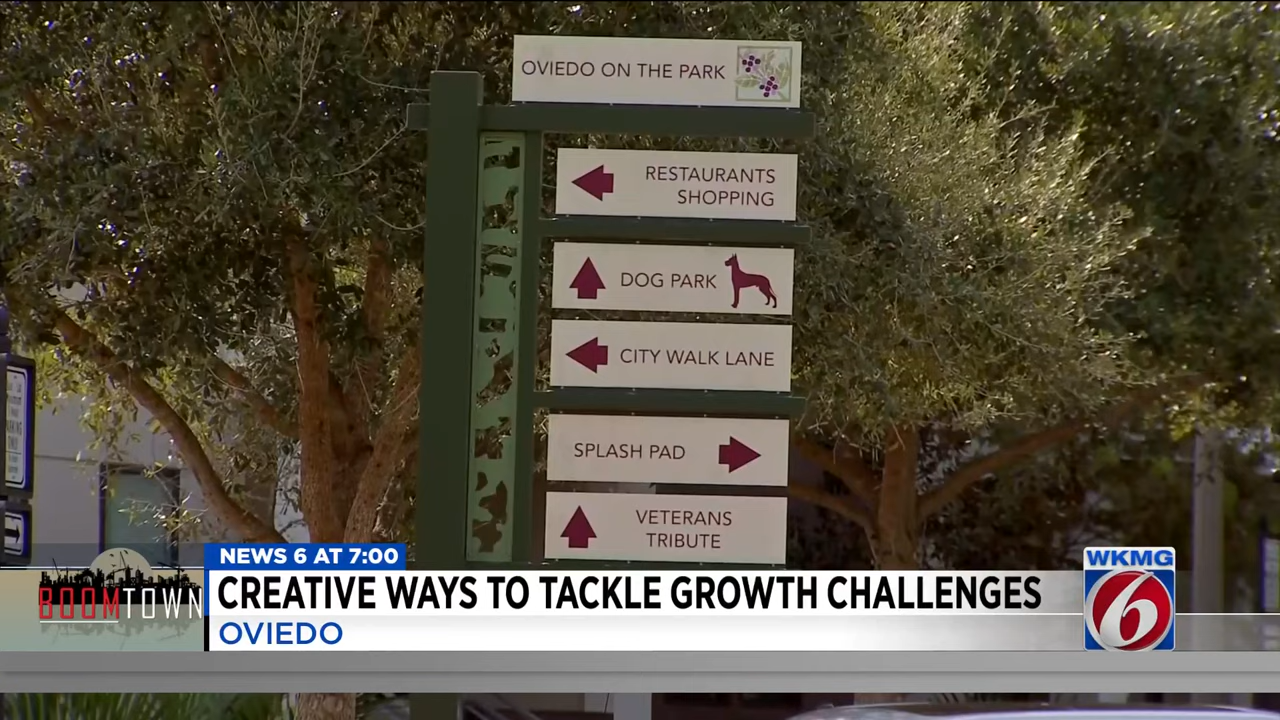 OVIEDO ON THE PARK
RESTAURANTS
SHOPPING
DOG PARK
CITY WALK LANE
SPLASH PAD
VETERANS
TRIBUTE
NEWS 6 AT 7:00
BOOMTOWN
CREATIVE WAYS TO TACKLE GROWTH CHALLENGES
OVIEDO
WKMG
6